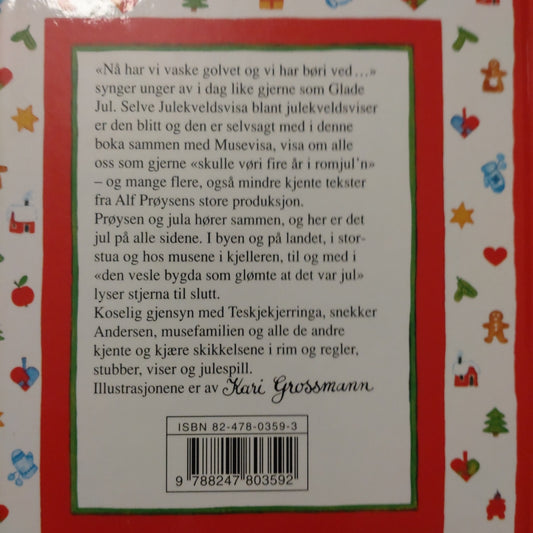 «Nå har vi vaske golvet og vi har børi ved…»
synger unger av i dag like gjerne som Glade
Jul. Selve Julekveldsvisa blant julekveldsviser
er den blitt og den er selvsagt med i denne
boka sammen med Musevisa, visa om alle
oss som gjerne «skulle vøri fire år i romjul'n»
– og mange flere, også mindre kjente tekster
fra Alf Prøysens store produksjon.
Prøysen og jula hører sammen, og her er det
jul på alle sidene. I byen og på landet, i stor-
stua og hos musene i kjelleren, til og med i
«den vesle bygda som glømte at det var jul»
lyser stjerna til slutt.
Koselig gjensyn med Teskjekjerringa, snekker
Andersen, musefamilien og alle de andre
kjente og kjære skikkelsene i rim og regler,
stubber, viser og julespill.
Illustrasjonene er av Kari Grossmann
ISBN 82-478-0359-3
9 788247 803592